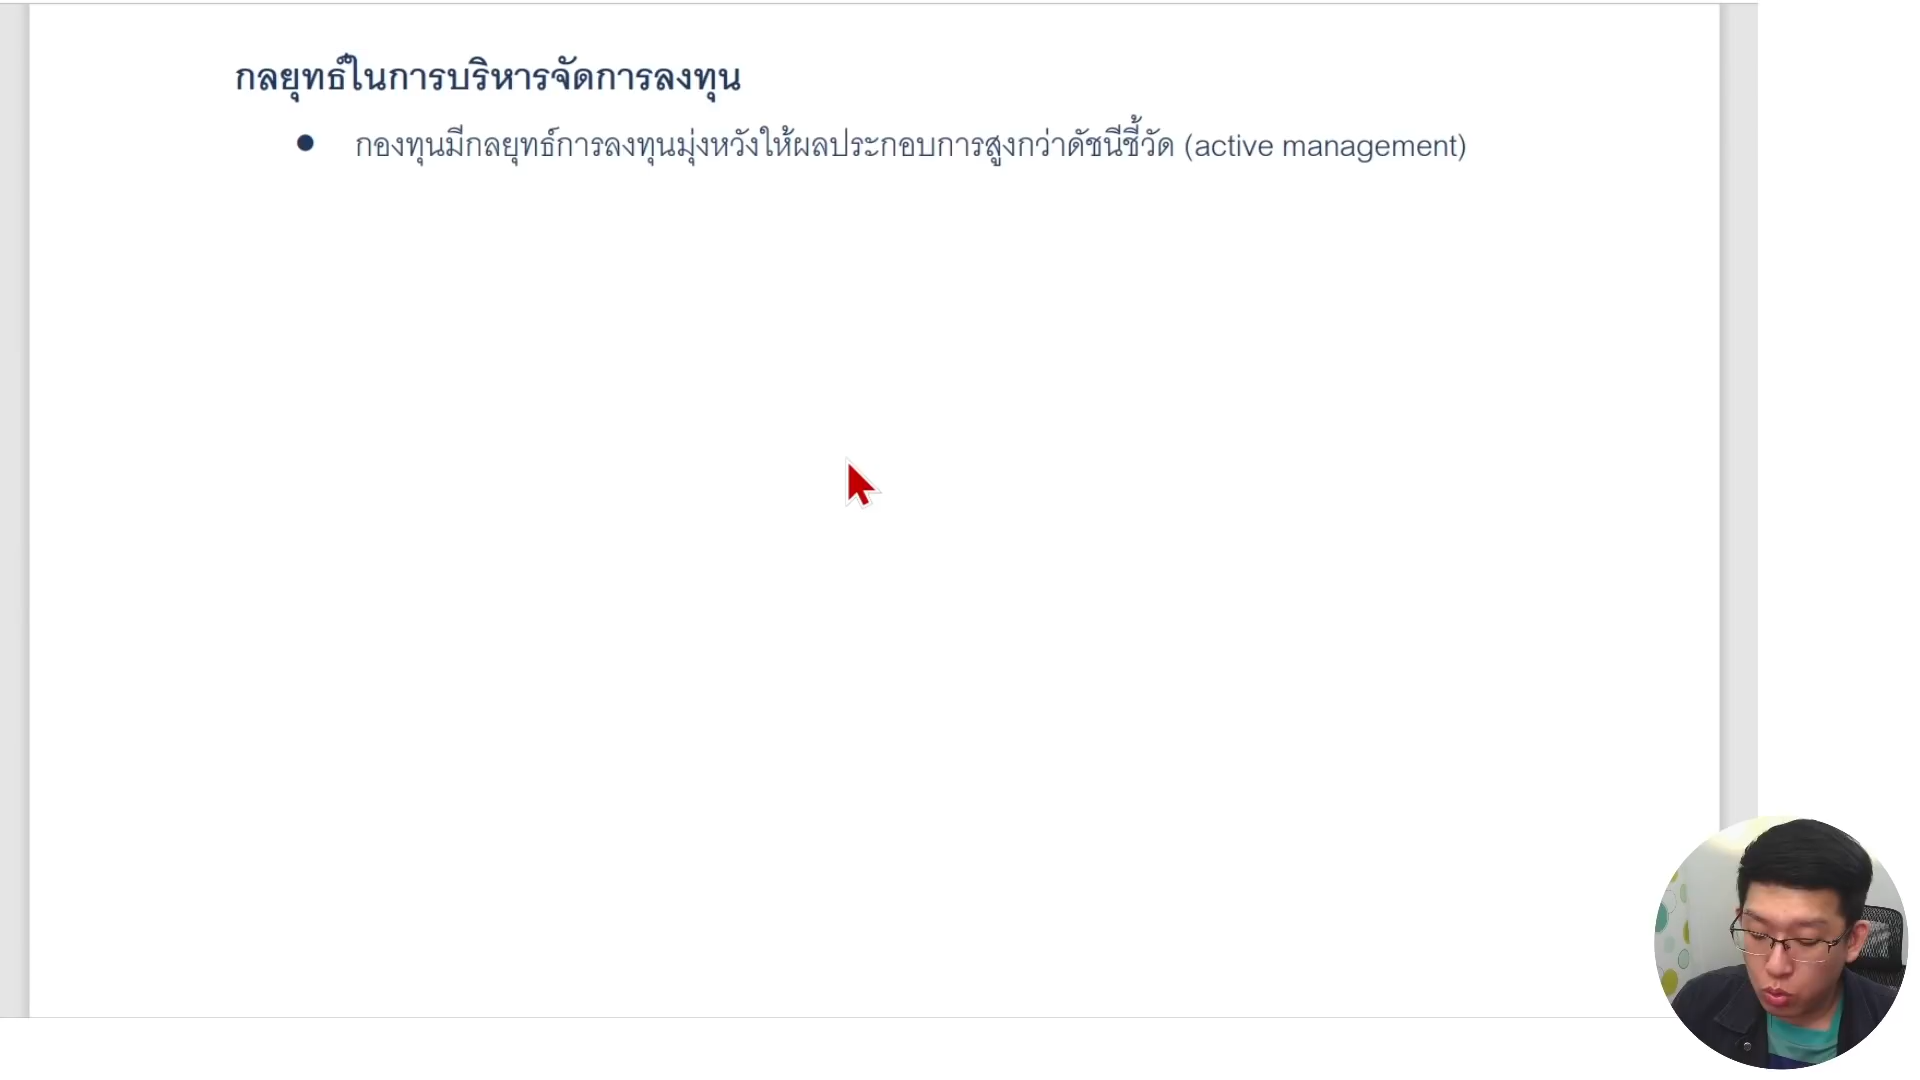 กลยุทธ์ในการบริหารจัดการลงทุน
● กองทุนมีกลยุทธ์การลงทุนมุ่งหวังให้ผลประกอบการสูงกว่าดัชนีชี้วัด (active management)